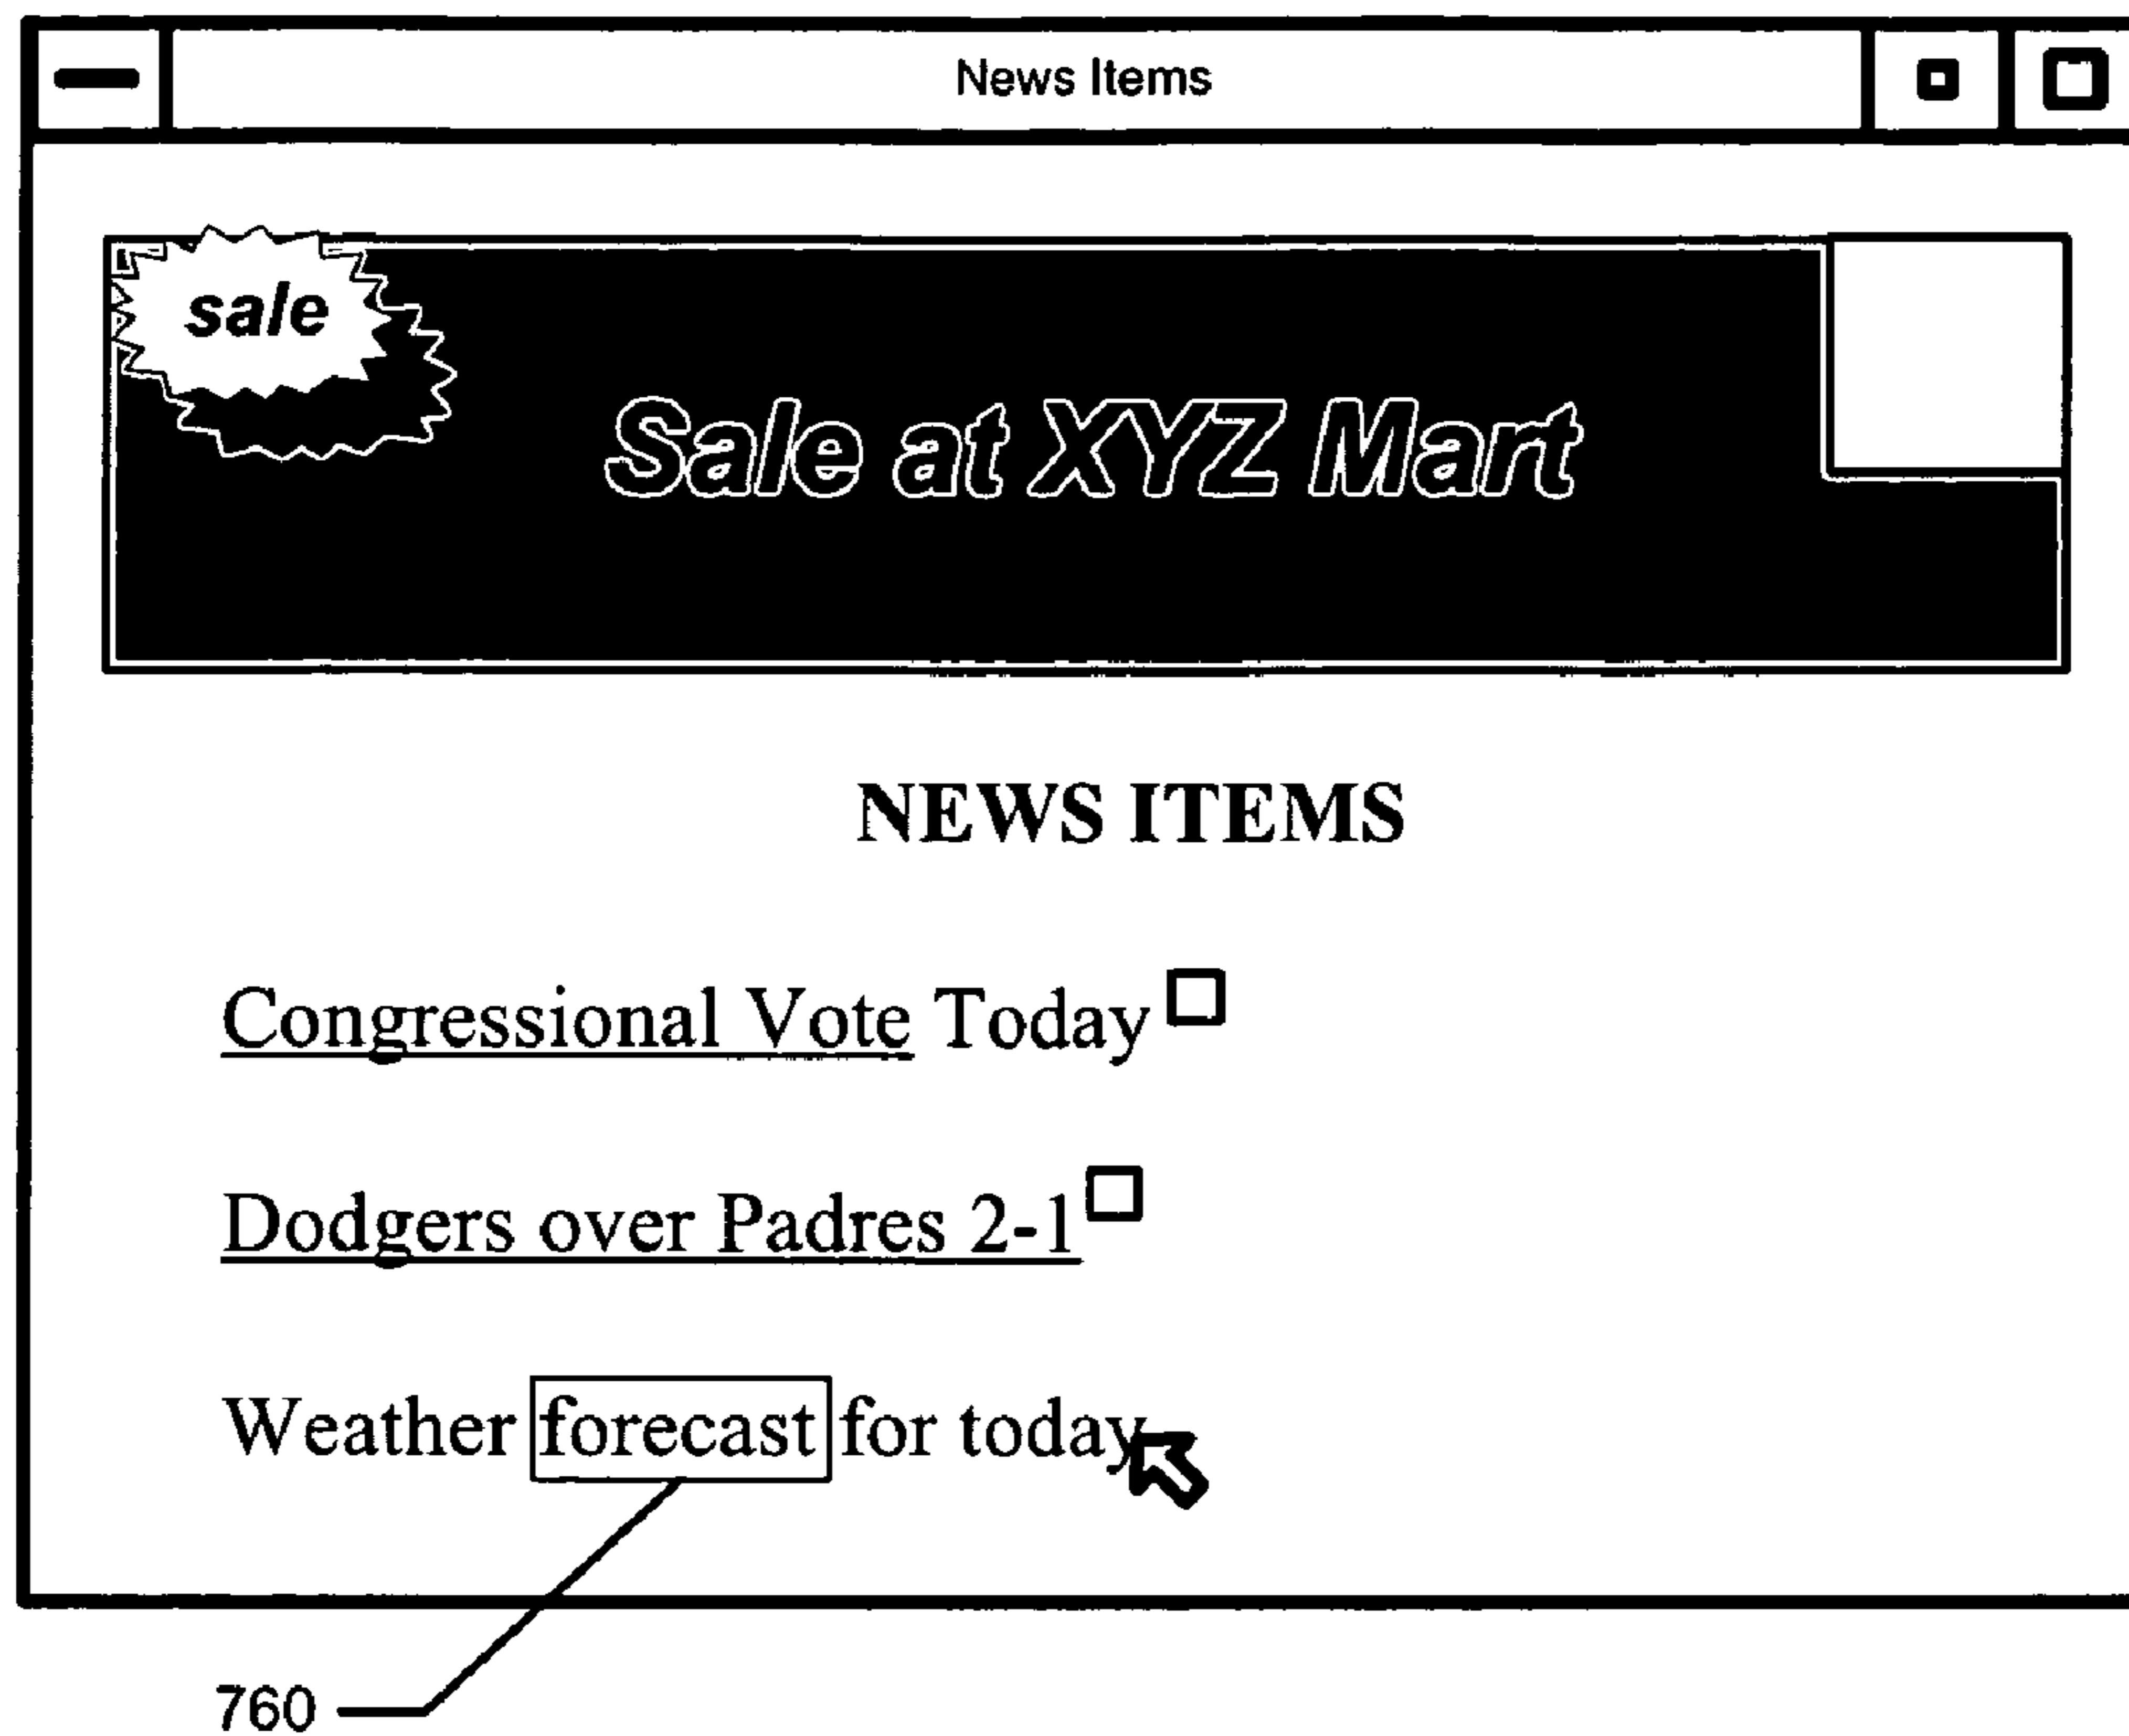 News Items
sale
Sale at XYZ Mart
NEWS ITEMS
Congressional Vote Today
Dodgers over Padres 2-1
Weather forecast for today
760